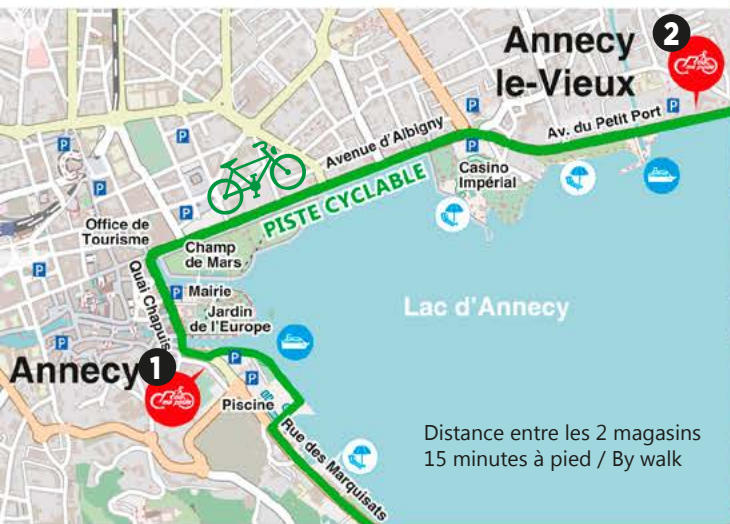 Annecy
le-Vieux
2
Av. du Petit Port
Avenue d'Albigny
P
P
P
P
P
P
P
P
P
P
P
P
P
Casino
Impérial
PISTE CYCLABLE
Office de
Tourisme
Champ
de Mars
Quai Chapuis
Mairie
Jardin
de l'Europe
Lac d'Annecy
Annecy
1
Piscine
Rue des Marquisats
Distance entre les 2 magasins
15 minutes à pied / By walk